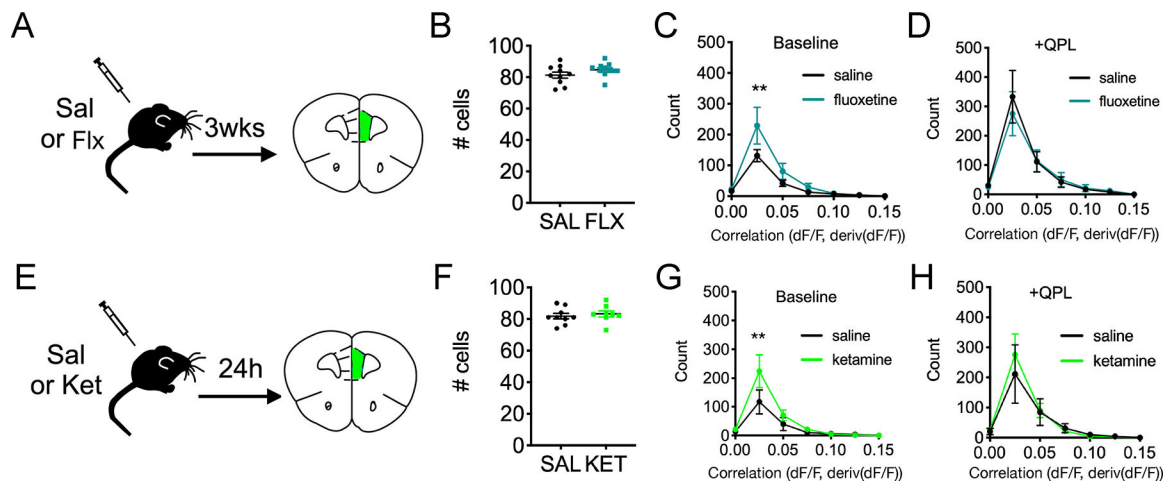 A
Sal
or Flx
3wks
B
# cells
100
80
60
40
20
0
SAL FLX
C
Baseline
Count
500
400
300
200
100
0
**
saline
fluoxetine
0.00 0.05 0.10 0.15
Correlation (dF/F, deriv(dF/F))
D
+QPL
Count
500
400
300
200
100
0
saline
fluoxetine
0.00 0.05 0.10 0.15
Correlation (dF/F, deriv(dF/F))
E
Sal
or Ket
24h
F
# cells
100
80
60
40
20
0
SAL KET
G
Baseline
Count
500
400
300
200
100
0
**
saline
ketamine
0.00 0.05 0.10 0.15
Correlation (dF/F, deriv(dF/F))
H
+QPL
Count
500
400
300
200
100
0
saline
ketamine
0.00 0.05 0.10 0.15
Correlation (dF/F, deriv(dF/F))